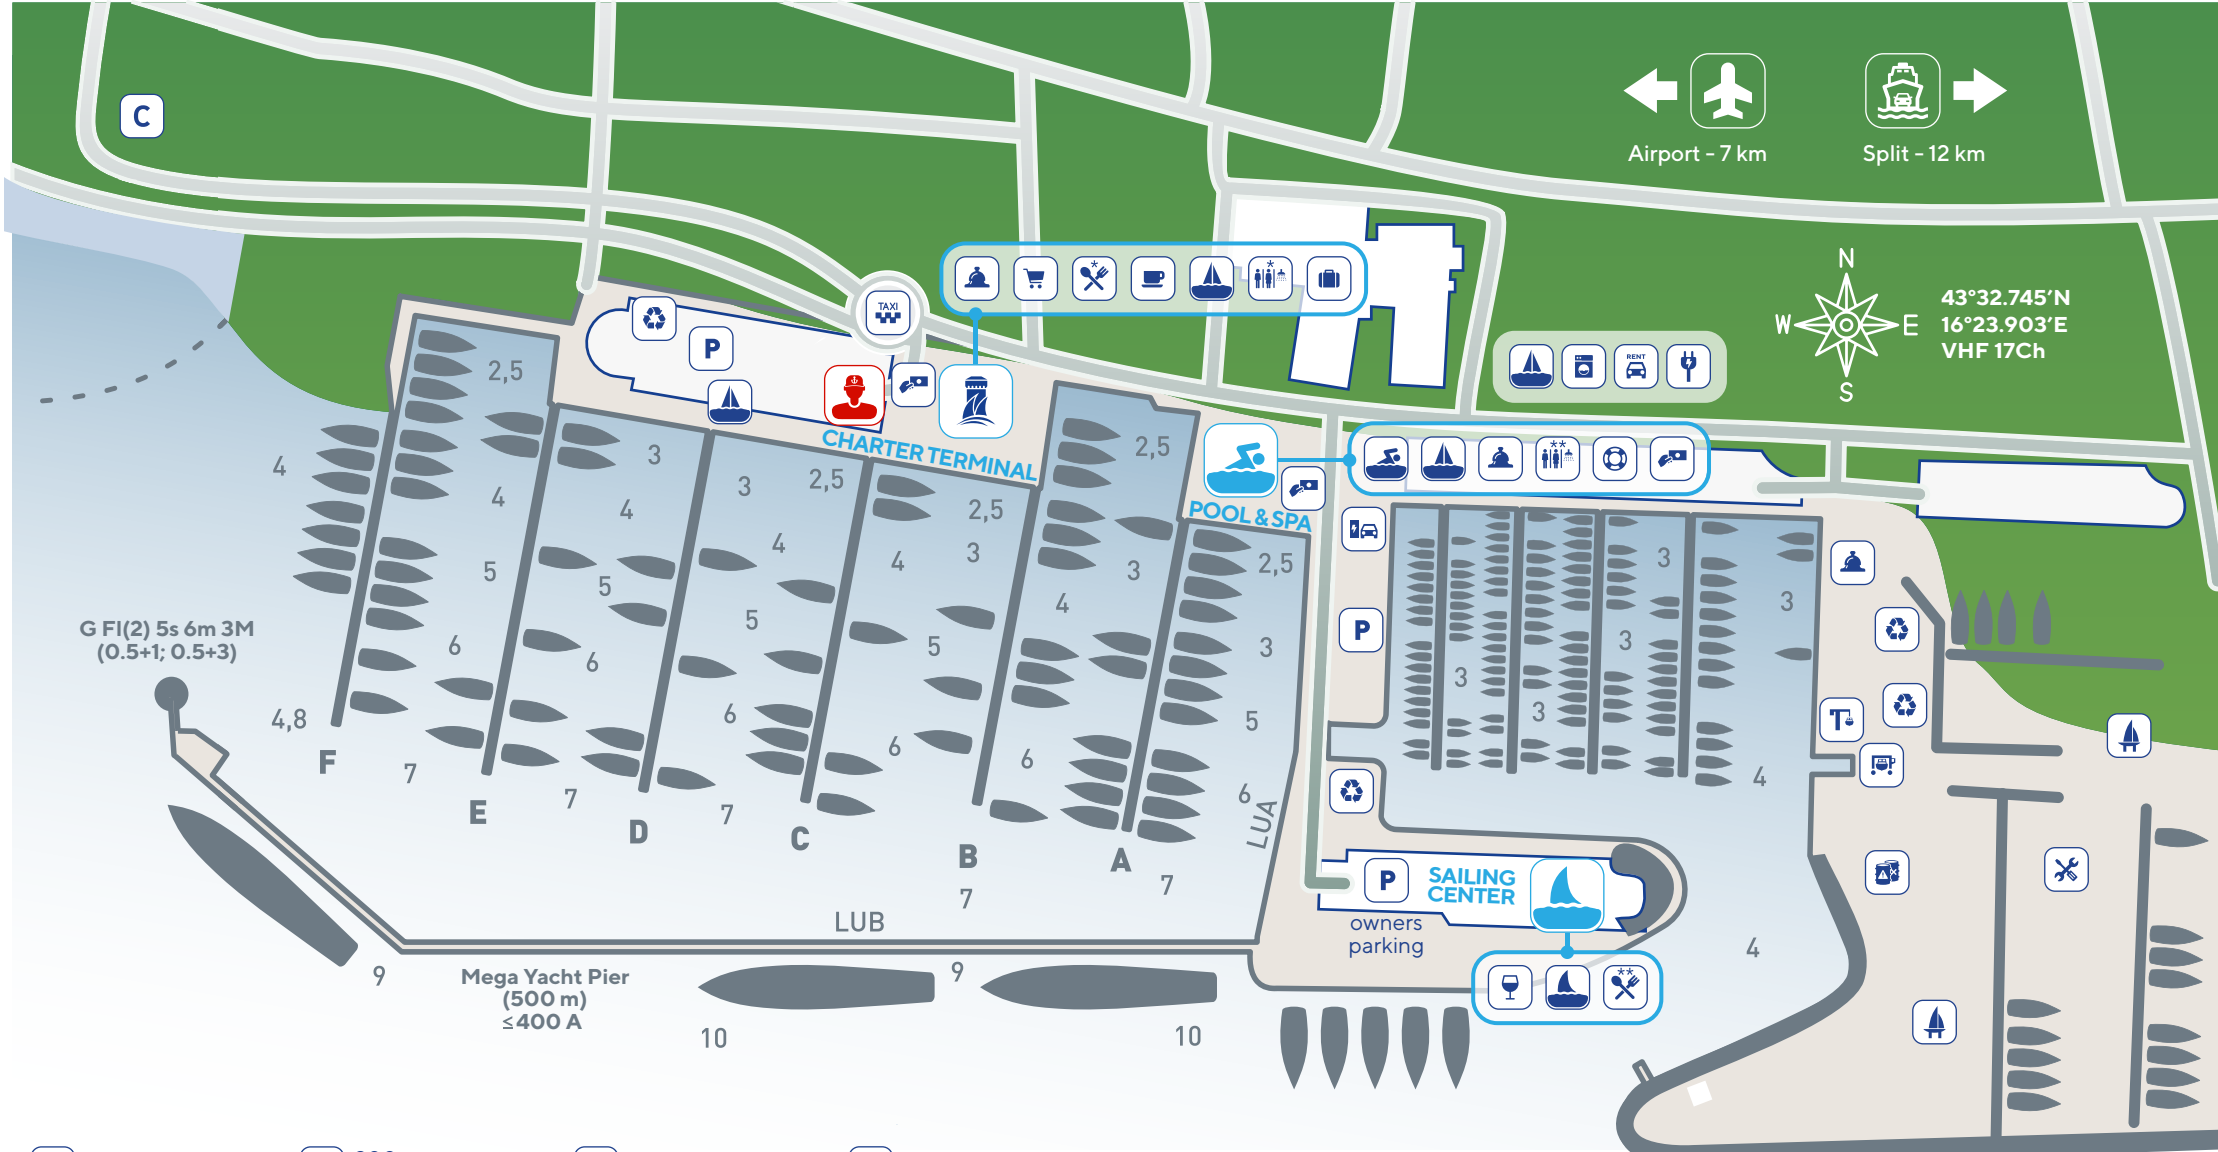 C
Airport - 7 km
Split - 12 km
N
W
E
S
43°32.745'N
16°23.903'E
VHF 17Ch
TAXI
P
RENT
CHARTER TERMINAL
POOL & SPA
2,5
2,5
3
2,5
3
4
4
4
3
4
2,5
3
4
2,5
3
4
5
5
5
5
3
5
6
6
6
6
6
6
4,8
7
7
7
7
7
3
3
3
3
3
4
4
P
G Fl(2) 5s 6m 3M
(0.5+1; 0.5+3)
F
E
D
C
B
A
LUA
LUB
P
SAILING
CENTER
owners
parking
Mega Yacht Pier
(500 m)
≤400 A
9
9
10
10